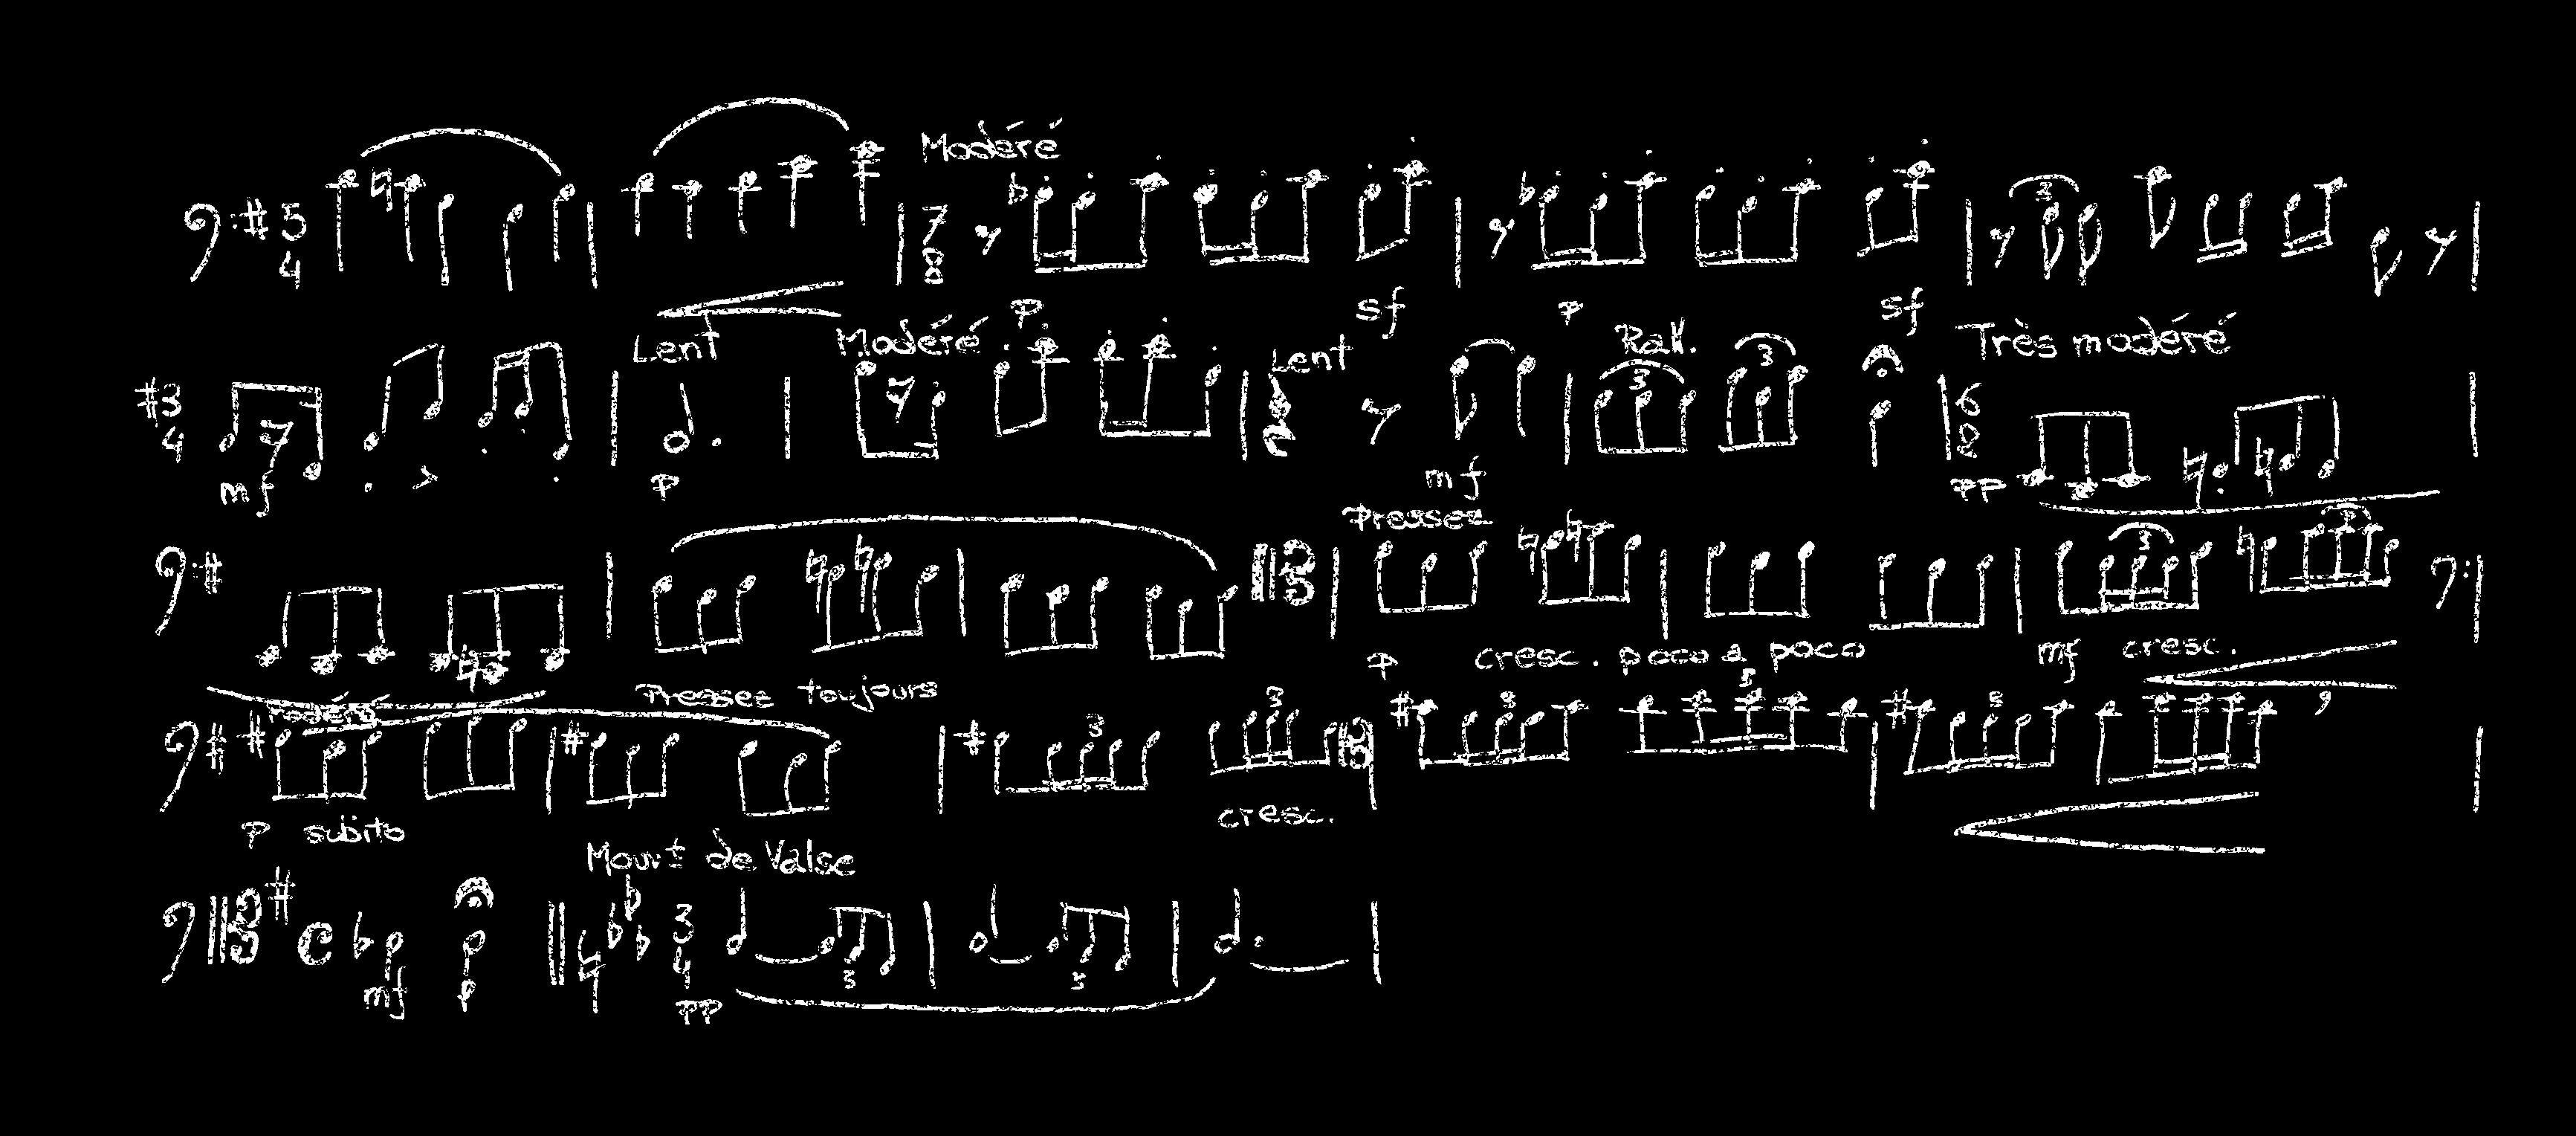 Modéré
p sf p sf
Lent Modéré Lent Rall. Très modéré
mf p mf pp
Pressez
p cresc. poco a poco mf cresc.
Modéré Pressez toujours
p subito cresc.
Mouvt de Valse
mf p pp